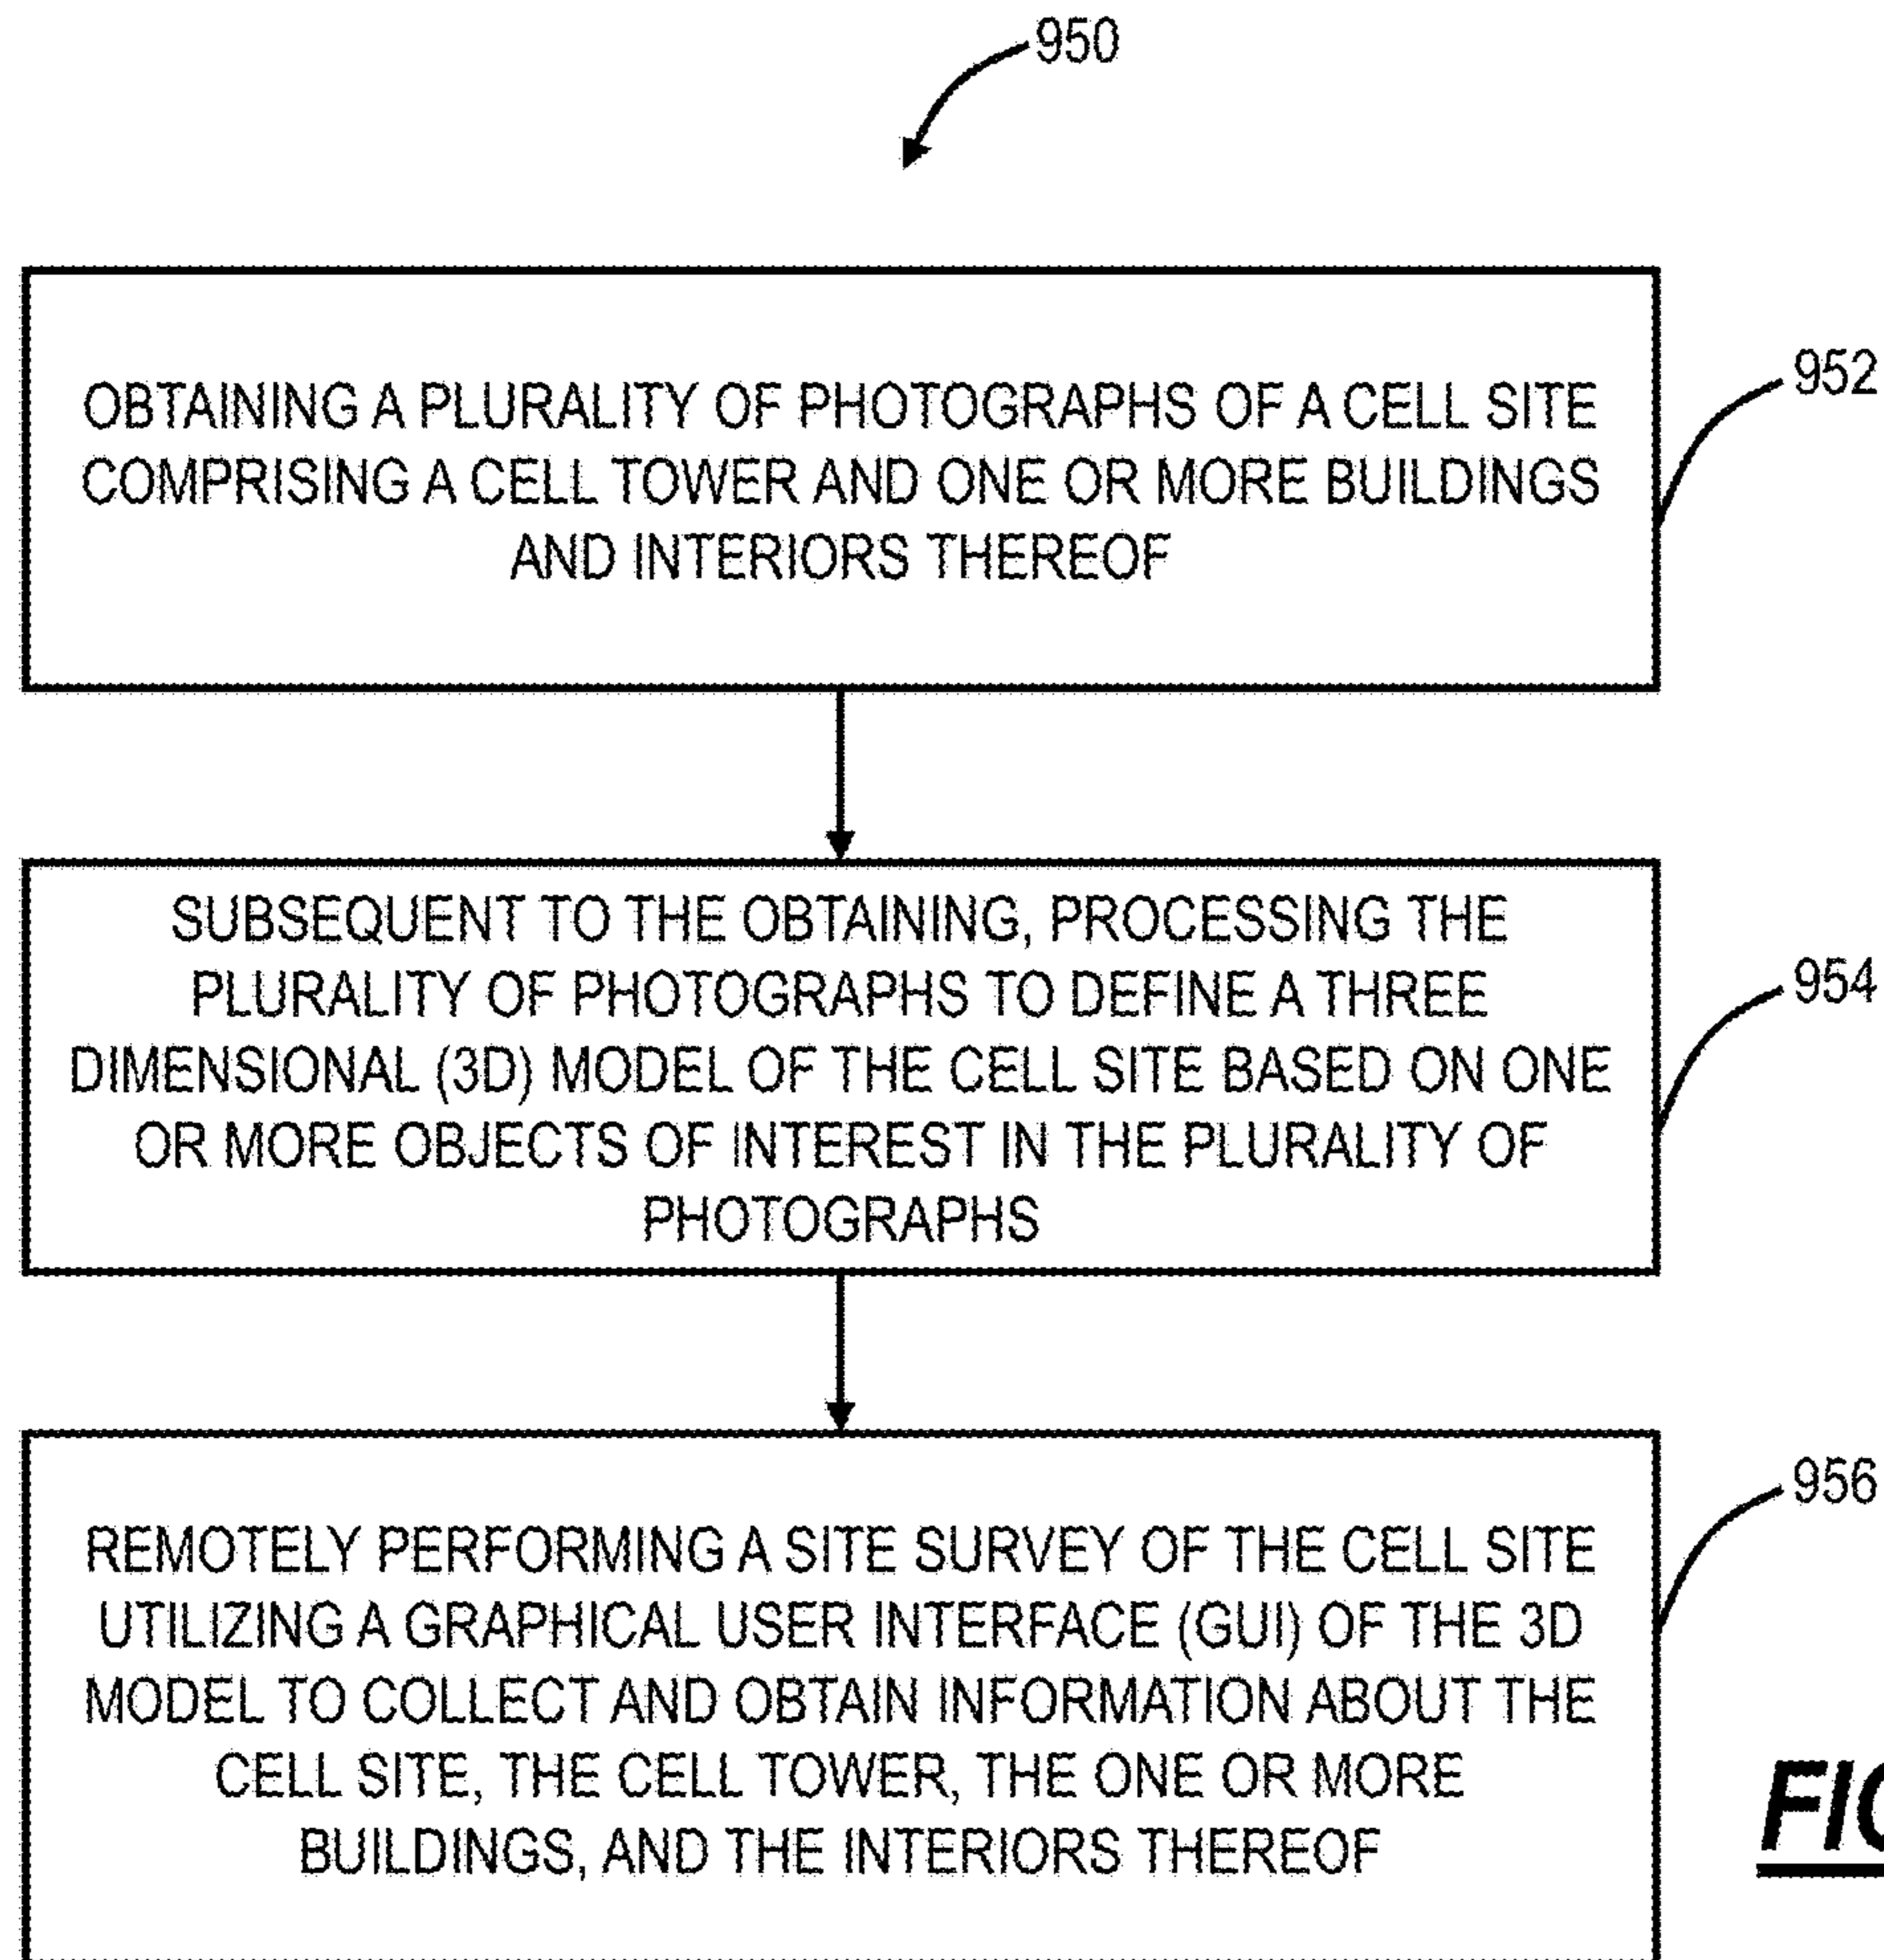 950
OBTAINING A PLURALITY OF PHOTOGRAPHS OF A CELL SITE
COMPRISING A CELL TOWER AND ONE OR MORE BUILDINGS
AND INTERIORS THEREOF
952
SUBSEQUENT TO THE OBTAINING, PROCESSING THE
PLURALITY OF PHOTOGRAPHS TO DEFINE A THREE
DIMENSIONAL (3D) MODEL OF THE CELL SITE BASED ON ONE
OR MORE OBJECTS OF INTEREST IN THE PLURALITY OF
PHOTOGRAPHS
954
REMOTELY PERFORMING A SITE SURVEY OF THE CELL SITE
UTILIZING A GRAPHICAL USER INTERFACE (GUI) OF THE 3D
MODEL TO COLLECT AND OBTAIN INFORMATION ABOUT THE
CELL SITE, THE CELL TOWER, THE ONE OR MORE
BUILDINGS, AND THE INTERIORS THEREOF
956